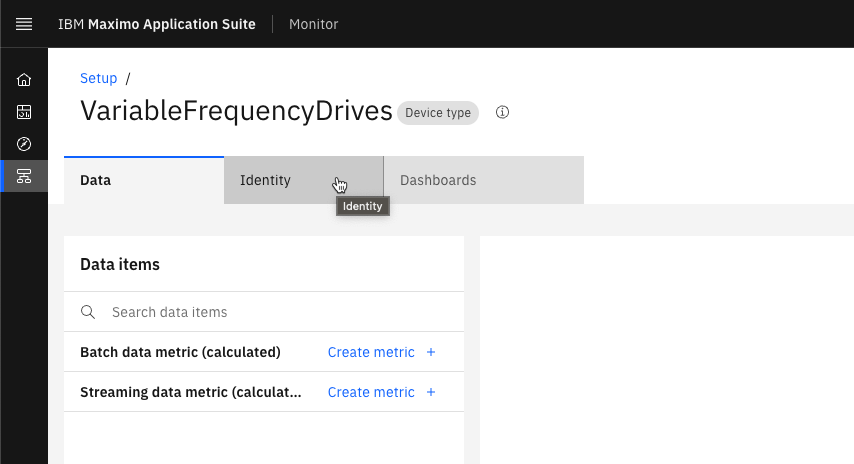 IBM Maximo Application Suite Monitor
Setup /
VariableFrequencyDrives Device type
Data Identity Dashboards
Identity
Data items
Search data items
Batch data metric (calculated) Create metric +
Streaming data metric (calculat... Create metric +